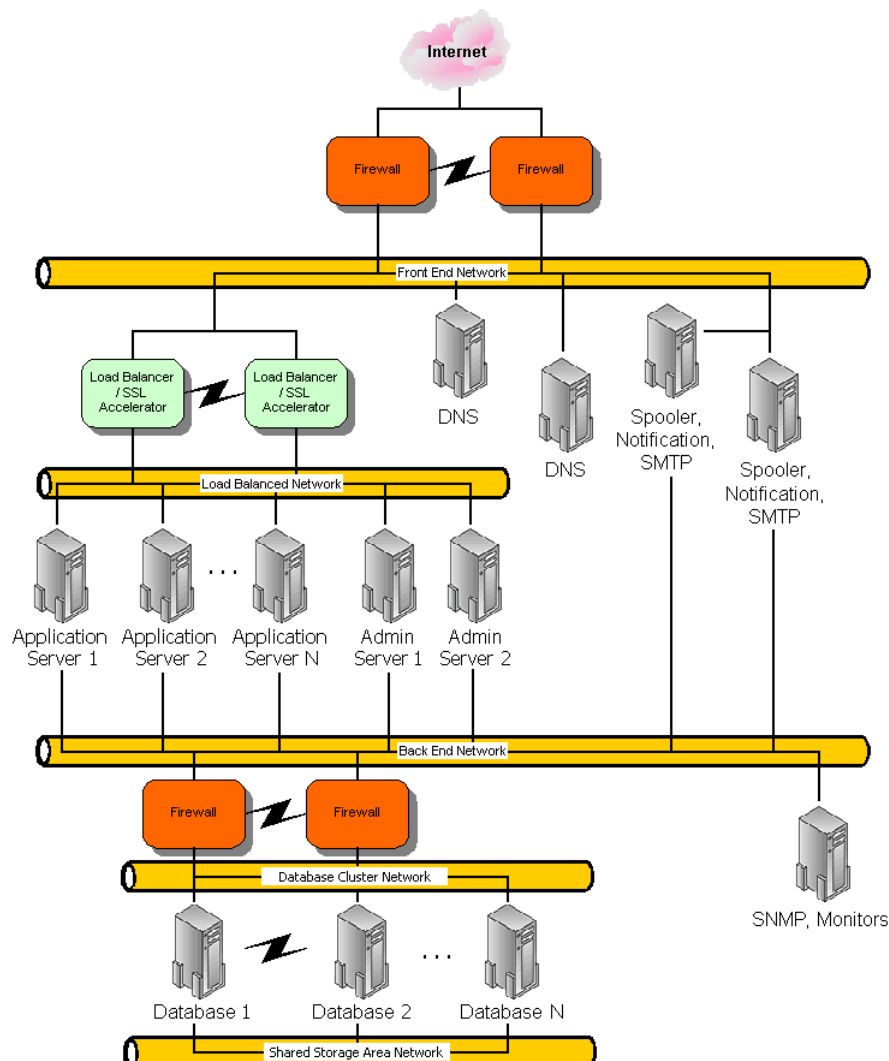 Internet
Firewall
Firewall
Front End Network
Load Balancer
/ SSL
Accelerator
Load Balancer
/ SSL
Accelerator
DNS
DNS
Spooler,
Notification,
SMTP
Spooler,
Notification,
SMTP
Load Balanced Network
...
Application
Server 1
Application
Server 2
Application
Server N
Admin
Server 1
Admin
Server 2
Back End Network
Firewall
Firewall
SNMP, Monitors
Database Cluster Network
...
Database 1
Database 2
Database N
Shared Storage Area Network